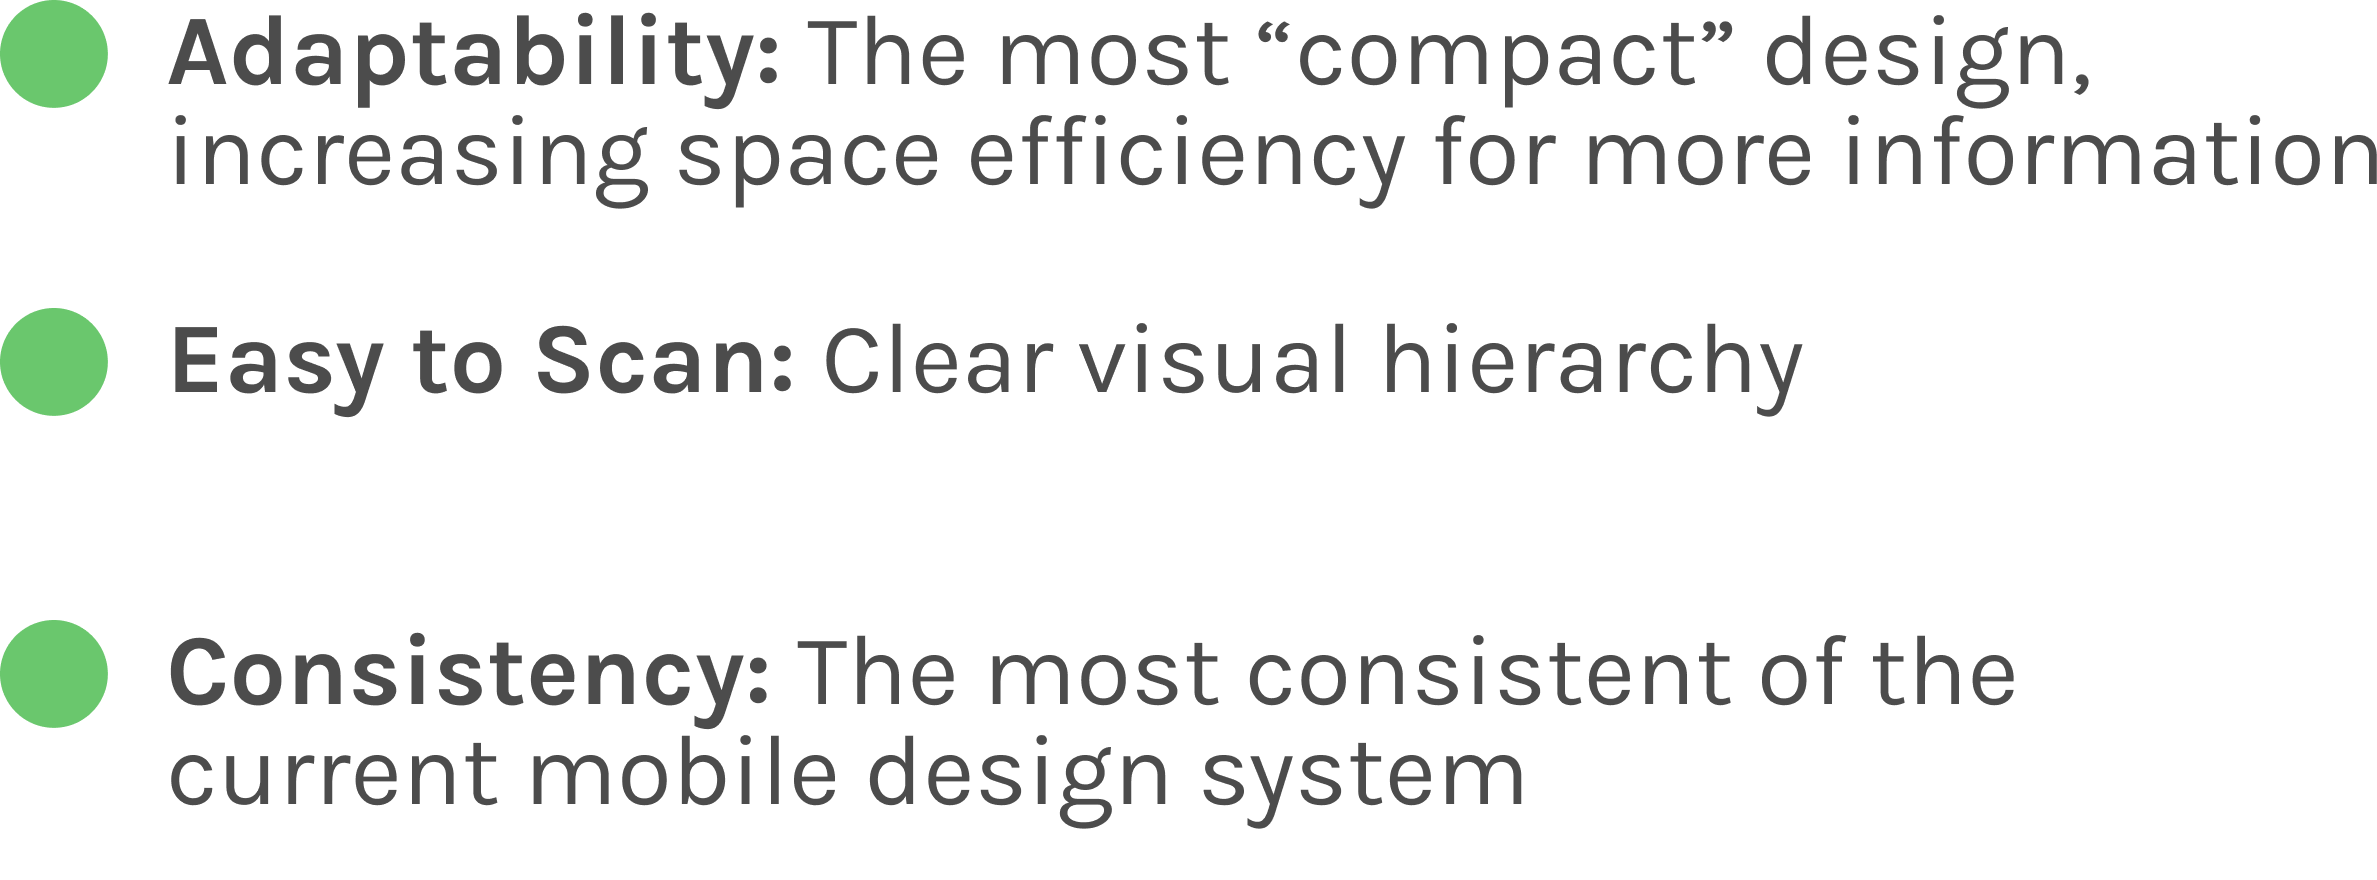 Adaptability: The most “compact” design,
increasing space efficiency for more information
Easy to Scan: Clear visual hierarchy
Consistency: The most consistent of the
current mobile design system